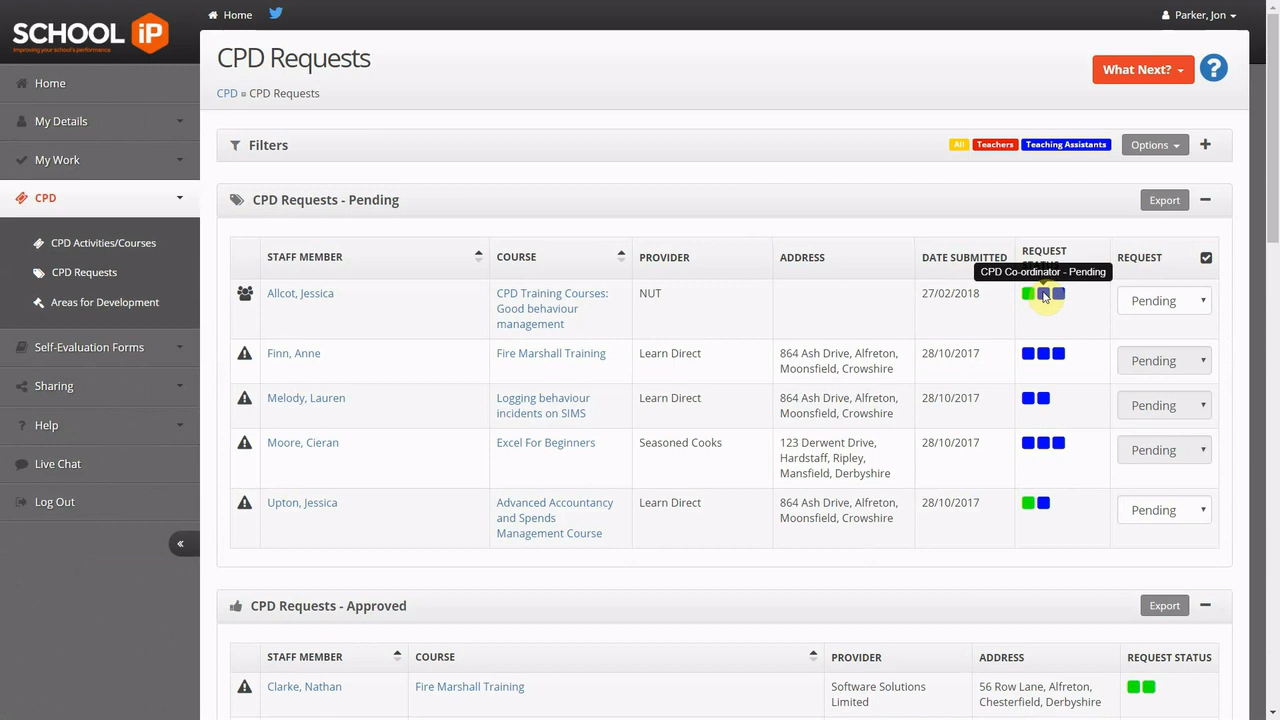 SCHOOL iP
Improving your school's performance
Home
Parker, Jon
CPD Requests
What Next?
?
CPD » CPD Requests
Home
My Details
My Work
CPD
CPD Activities/Courses
CPD Requests
Areas for Development
Self-Evaluation Forms
Sharing
Help
Live Chat
Log Out
«
Filters
All
Teachers
Teaching Assistants
Options
CPD Requests - Pending
Export
STAFF MEMBER
COURSE
PROVIDER
ADDRESS
DATE SUBMITTED
REQUEST
REQUEST
CPD Co-ordinator - Pending
Allcot, Jessica
CPD Training Courses:
Good behaviour
management
NUT
27/02/2018
Pending
Finn, Anne
Fire Marshall Training
Learn Direct
864 Ash Drive, Alfreton,
Moonsfield, Crowshire
28/10/2017
Pending
Melody, Lauren
Logging behaviour
incidents on SIMS
Learn Direct
864 Ash Drive, Alfreton,
Moonsfield, Crowshire
28/10/2017
Pending
Moore, Cieran
Excel For Beginners
Seasoned Cooks
123 Derwent Drive,
Hardstaff, Ripley,
Mansfield, Derbyshire
28/10/2017
Pending
Upton, Jessica
Advanced Accountancy
and Spends
Management Course
Learn Direct
864 Ash Drive, Alfreton,
Moonsfield, Crowshire
28/10/2017
Pending
CPD Requests - Approved
Export
STAFF MEMBER
COURSE
PROVIDER
ADDRESS
REQUEST STATUS
Clarke, Nathan
Fire Marshall Training
Software Solutions
Limited
56 Row Lane, Alfreton,
Chesterfield, Derbyshire